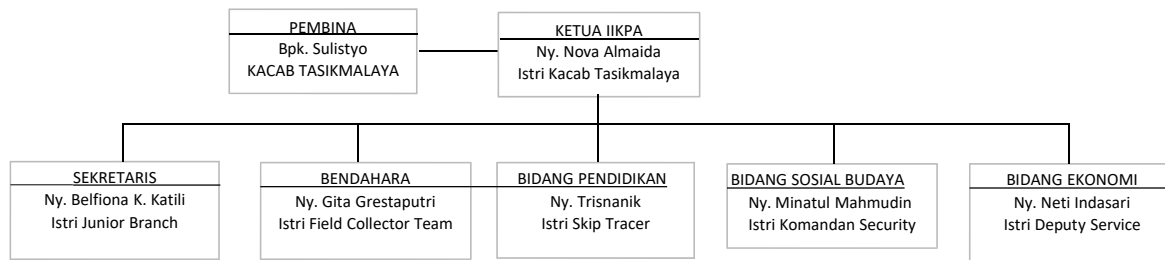 PEMBINA
Bpk. Sulistyo
KACAB TASIKMALAYA
KETUA IIKPA
Ny. Nova Almaida
Istri Kacab Tasikmalaya
SEKRETARIS
Ny. Belfiona K. Katili
Istri Junior Branch
BENDAHARA
Ny. Gita Grestaputri
Istri Field Collector Team
BIDANG PENDIDIKAN
Ny. Trisnanik
Istri Skip Tracer
BIDANG SOSIAL BUDAYA
Ny. Minatul Mahmudin
Istri Komandan Security
BIDANG EKONOMI
Ny. Neti Indasari
Istri Deputy Service